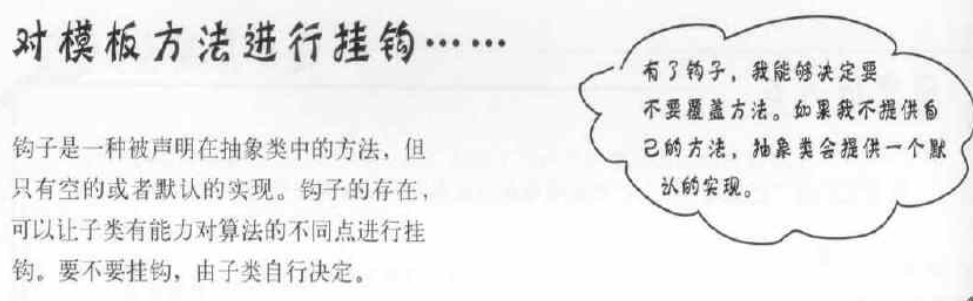 对模板方法进行挂钩……
有了钩子，我能够决定要
不要覆盖方法。如果我不提供自
己的方法，抽象类会提供一个默
认的实现。
钩子是一种被声明在抽象类中的方法，但
只有空的或者默认的实现。钩子的存在，
可以让子类有能力对算法的不同点进行挂
钩。要不要挂钩，由子类自行决定。